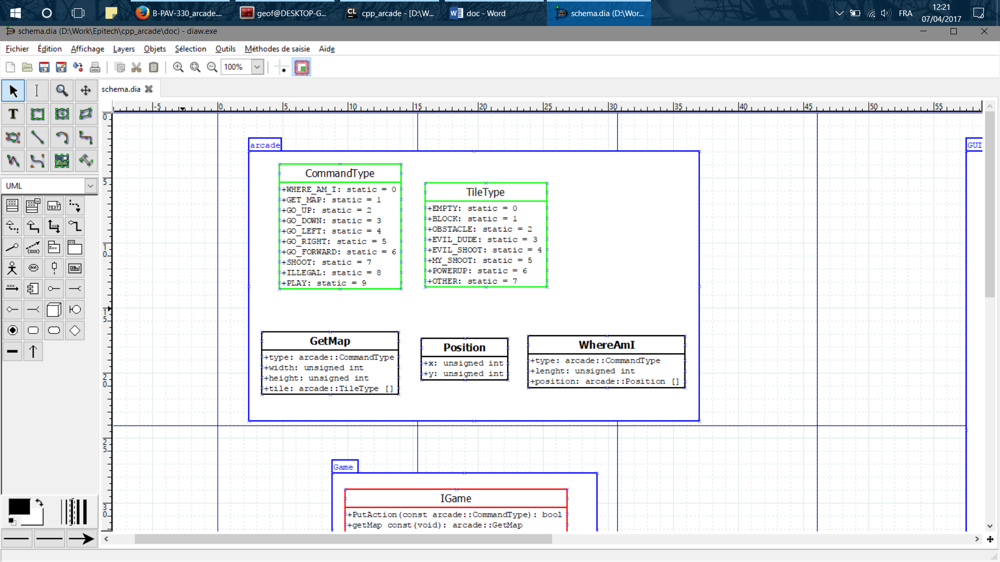 B-PAV-330_arcade....
geof@DESKTOP-G...
cpp_arcade - [D:\W...
doc - Word
schema.dia (D:\Wor...
FRA
12:21
07/04/2017
schema.dia (D:\Work\Epitech\cpp_arcade\doc) - diaw.exe
Fichier Édition Affichage Layers Objets Sélection Outils Méthodes de saisie Aide
100%
schema.dia
-5 0 5 10 15 20 25 30 35 40 45 50 55
UML
0
5
10
15
20
25
30
arcade
GUI
CommandType
+WHERE_AM_I: static = 0
+GET_MAP: static = 1
+GO_UP: static = 2
+GO_DOWN: static = 3
+GO_LEFT: static = 4
+GO_RIGHT: static = 5
+GO_FORWARD: static = 6
+SHOOT: static = 7
+ILLEGAL: static = 8
+PLAY: static = 9
TileType
+EMPTY: static = 0
+BLOCK: static = 1
+OBSTACLE: static = 2
+EVIL_DUDE: static = 3
+EVIL_SHOOT: static = 4
+MY_SHOOT: static = 5
+POWERUP: static = 6
+OTHER: static = 7
GetMap
+type: arcade::CommandType
+width: unsigned int
+height: unsigned int
+tile: arcade::TileType []
Position
+x: unsigned int
+y: unsigned int
WhereAmI
+type: arcade::CommandType
+lenght: unsigned int
+position: arcade::Position []
Game
IGame
+PutAction(const arcade::CommandType): bool
+getMap const(void): arcade::GetMap